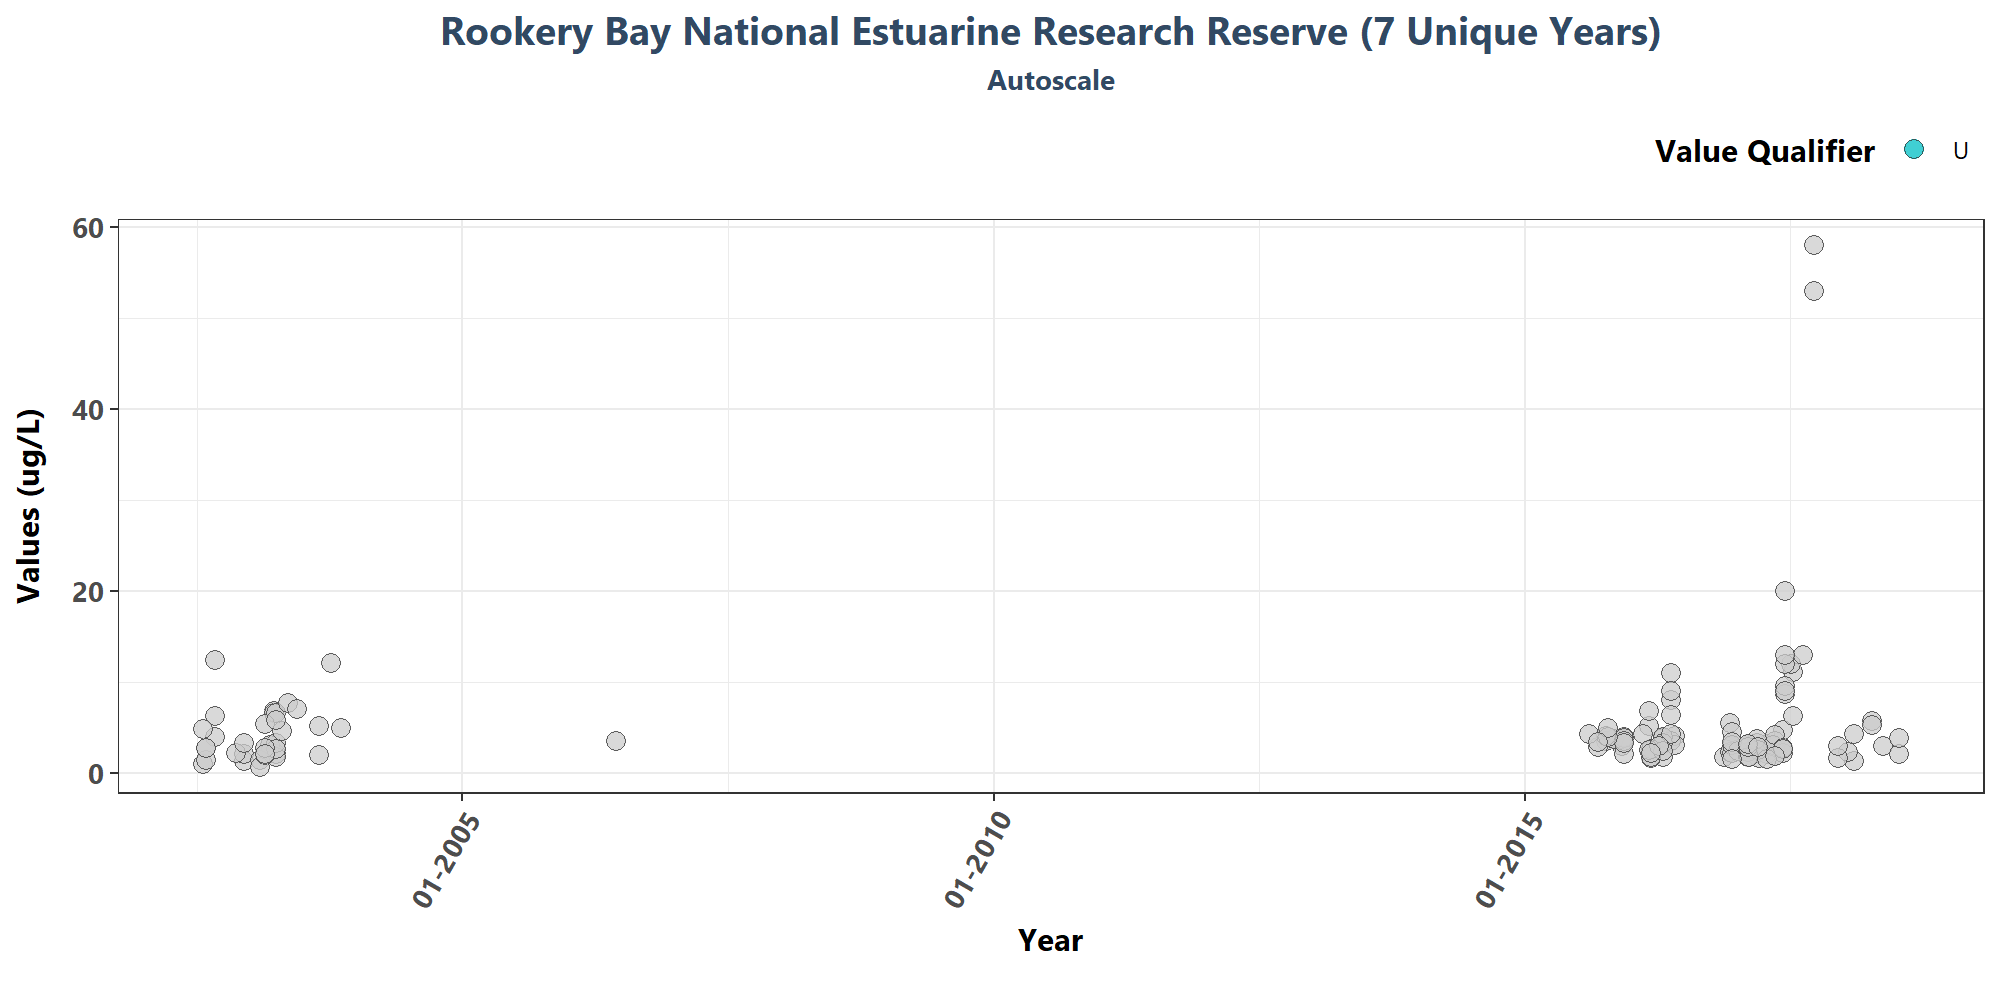 Rookery Bay National Estuarine Research Reserve (7 Unique Years)
Autoscale
Value Qualifier U
60
40
20
0
Values (ug/L)
01-2005
01-2010
01-2015
Year